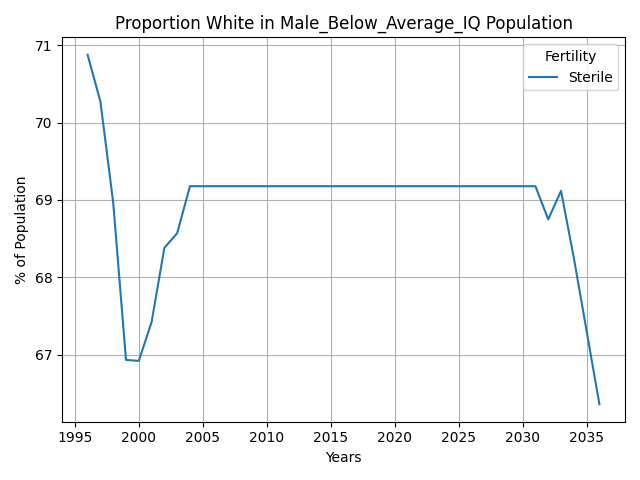 Proportion White in Male_Below_Average_IQ Population
Fertility
Sterile
% of Population
71
70
69
68
67
1995 2000 2005 2010 2015 2020 2025 2030 2035
Years